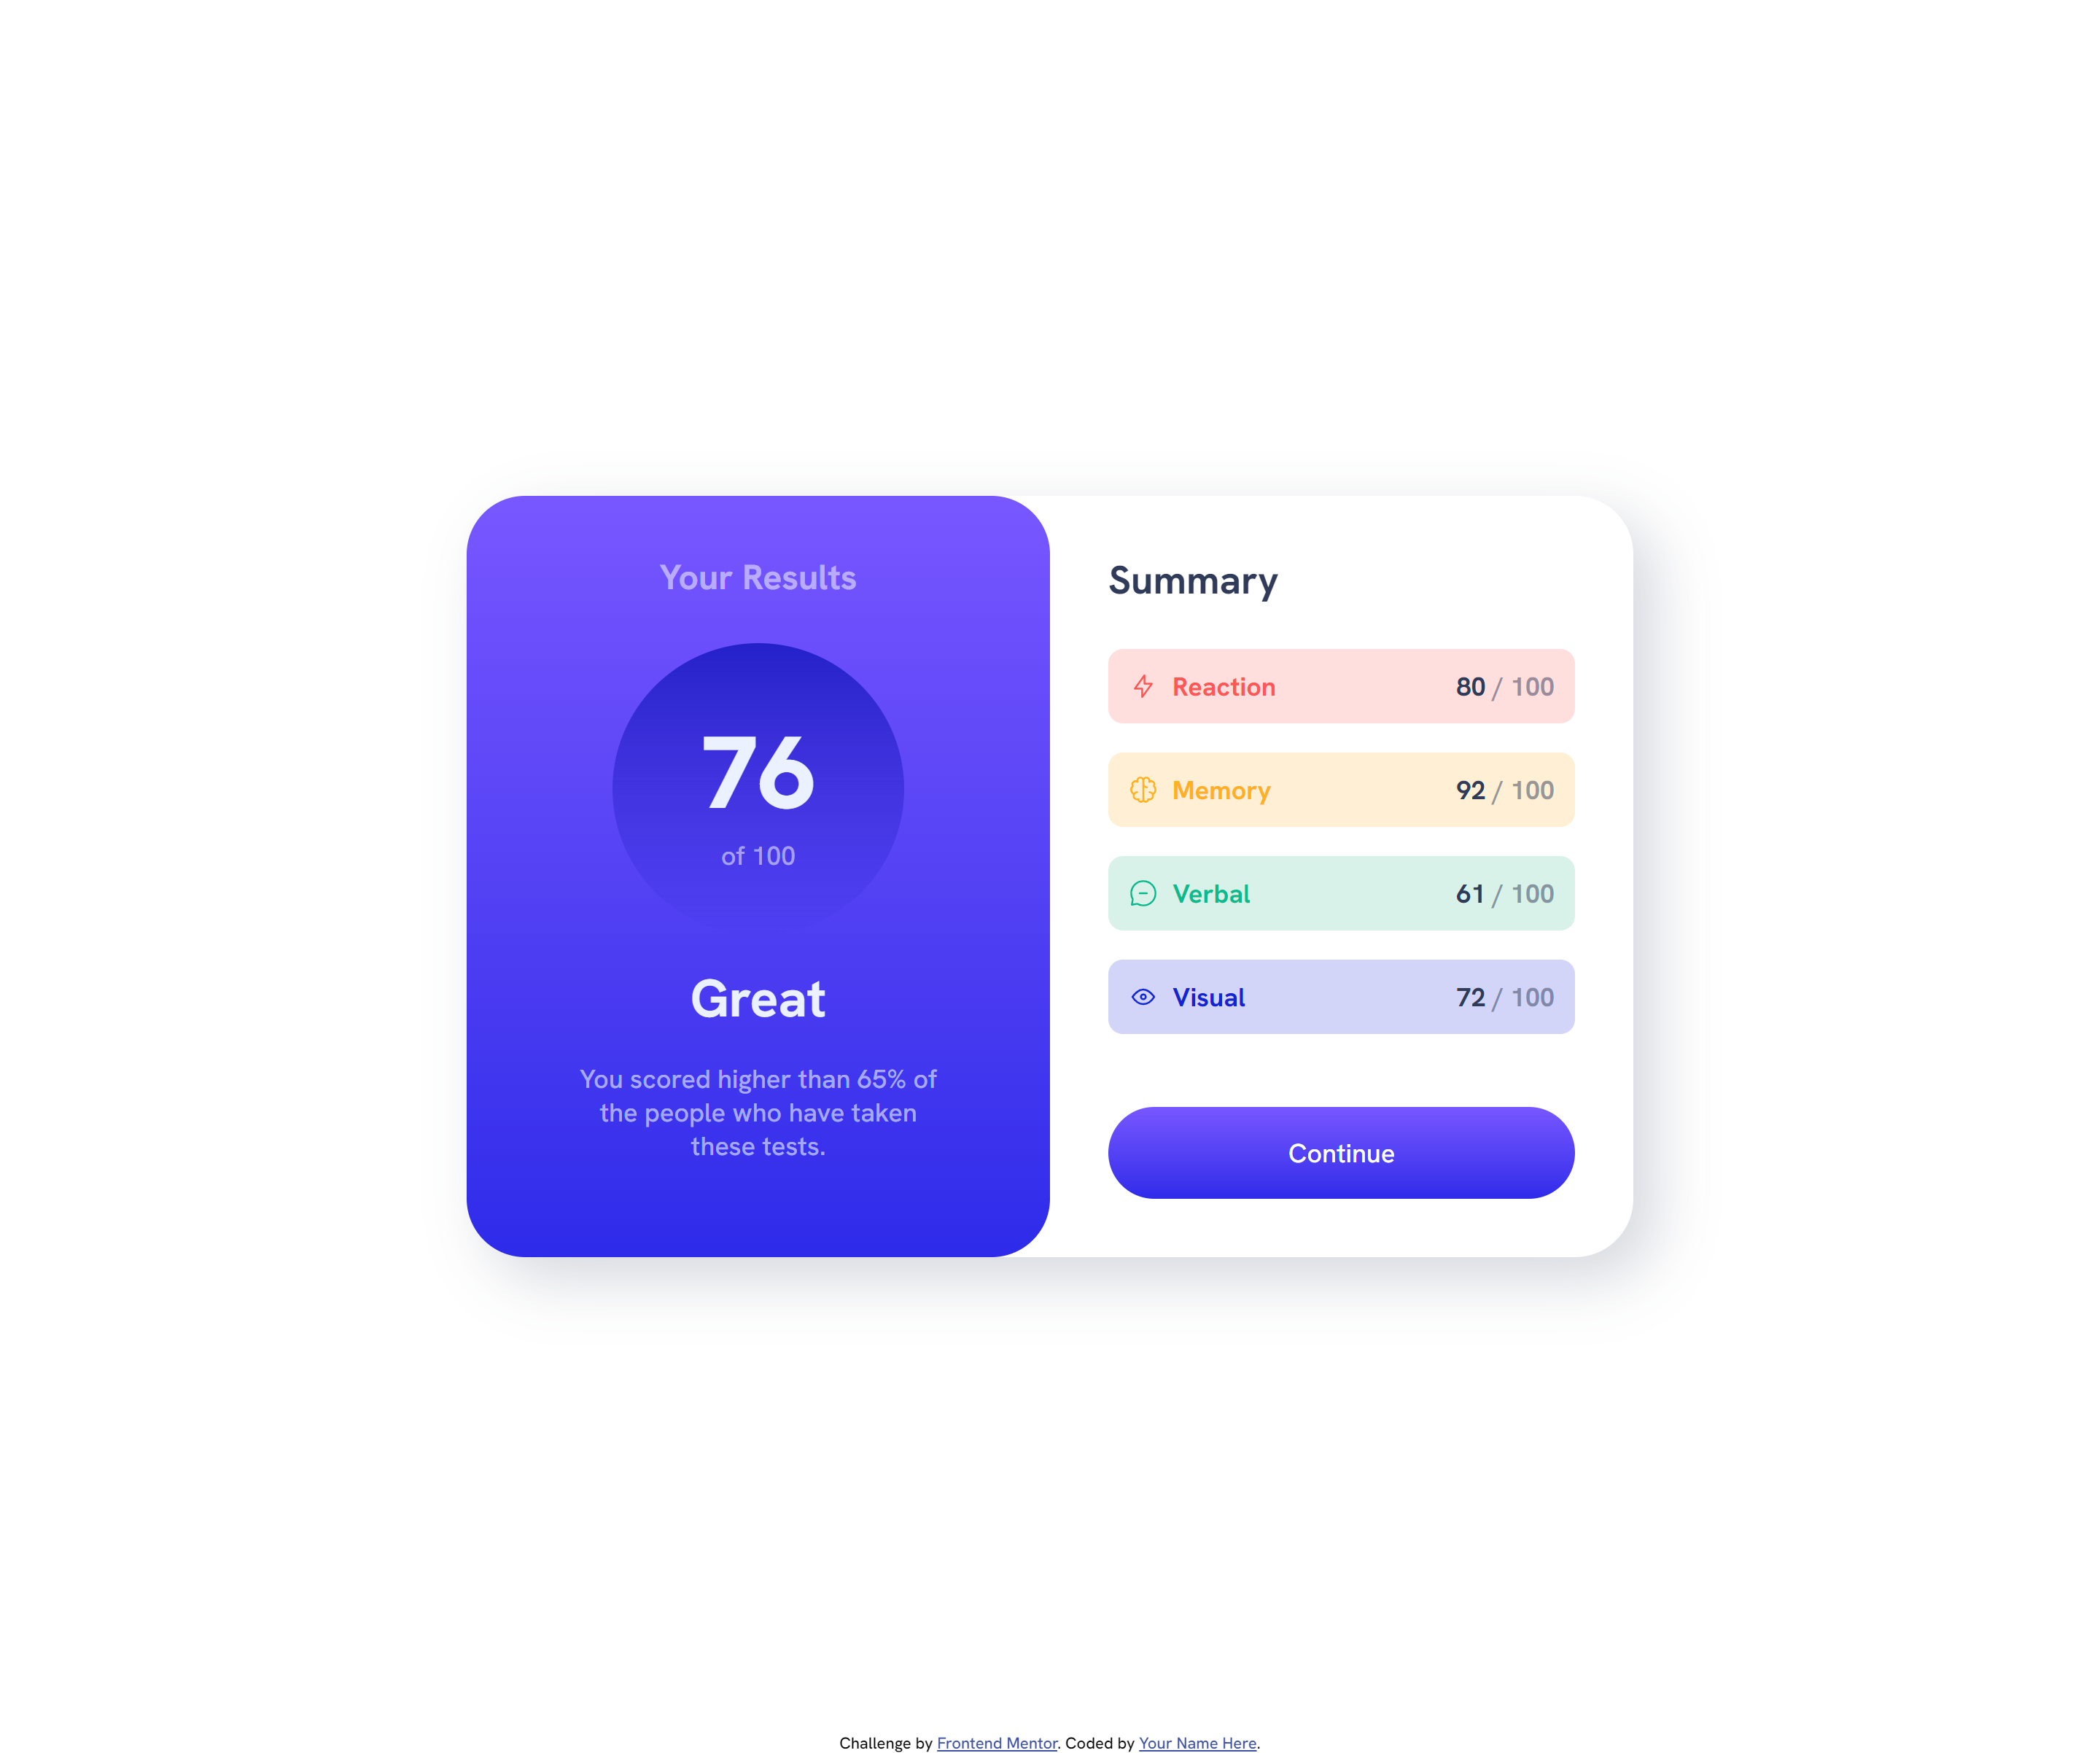 Your Results
76
of 100
Great
You scored higher than 65% of
the people who have taken
these tests.
Summary
Reaction 80 / 100
Memory 92 / 100
Verbal 61 / 100
Visual 72 / 100
Continue
Challenge by Frontend Mentor. Coded by Your Name Here.